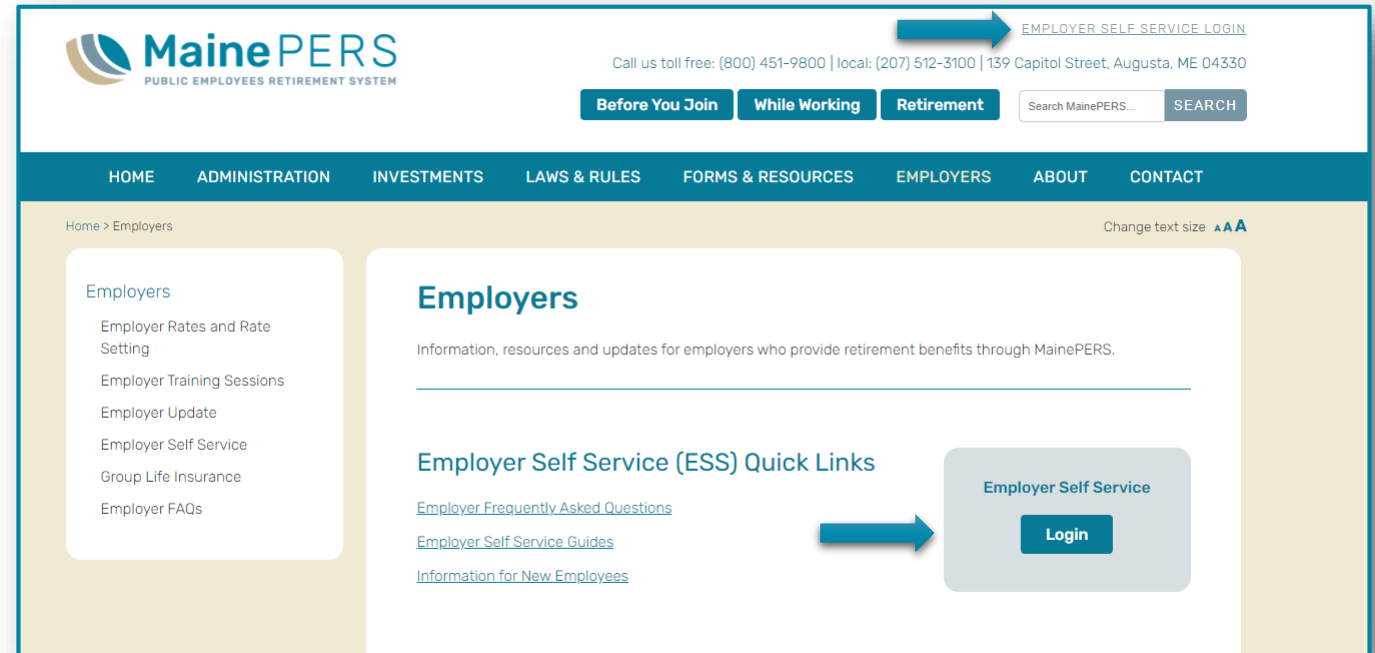 MainePERS
PUBLIC EMPLOYEES RETIREMENT SYSTEM
EMPLOYER SELF SERVICE LOGIN
Call us toll free: (800) 451-9800 | local: (207) 512-3100 | 139 Capitol Street, Augusta, ME 04330
Before You Join While Working Retirement Search MainePERS... SEARCH
HOME ADMINISTRATION INVESTMENTS LAWS & RULES FORMS & RESOURCES EMPLOYERS ABOUT CONTACT
Home > Employers
Change text size A A A
Employers
Employer Rates and Rate
Setting
Employer Training Sessions
Employer Update
Employer Self Service
Group Life Insurance
Employer FAQs
Employers
Information, resources and updates for employers who provide retirement benefits through MainePERS.
Employer Self Service (ESS) Quick Links
Employer Frequently Asked Questions
Employer Self Service Guides
Information for New Employees
Employer Self Service
Login